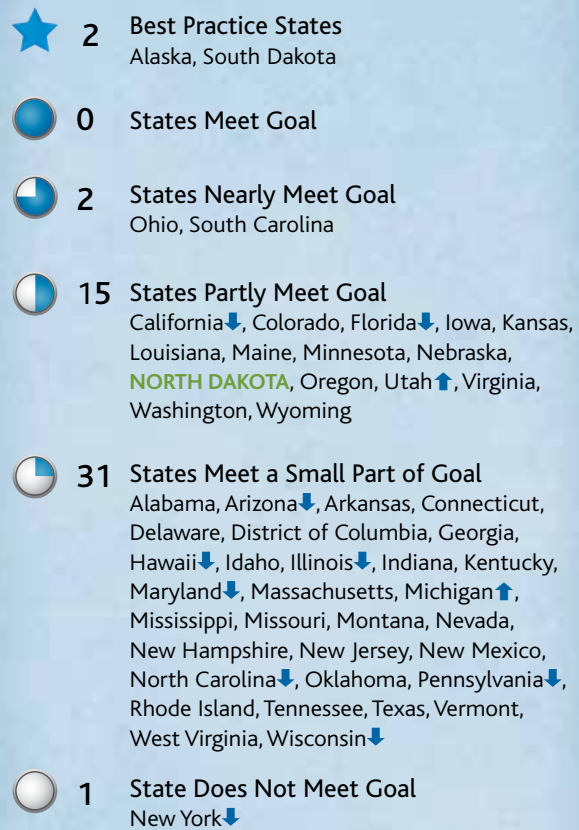 2 Best Practice States
Alaska, South Dakota
0 States Meet Goal
2 States Nearly Meet Goal
Ohio, South Carolina
15 States Partly Meet Goal
California⬇, Colorado, Florida⬇, Iowa, Kansas,
Louisiana, Maine, Minnesota, Nebraska,
NORTH DAKOTA, Oregon, Utah⬆, Virginia,
Washington, Wyoming
31 States Meet a Small Part of Goal
Alabama, Arizona⬇, Arkansas, Connecticut,
Delaware, District of Columbia, Georgia,
Hawaii⬇, Idaho, Illinois⬇, Indiana, Kentucky,
Maryland⬇, Massachusetts, Michigan⬆,
Mississippi, Missouri, Montana, Nevada,
New Hampshire, New Jersey, New Mexico,
North Carolina⬇, Oklahoma, Pennsylvania⬇,
Rhode Island, Tennessee, Texas, Vermont,
West Virginia, Wisconsin⬇
1 State Does Not Meet Goal
New York⬇